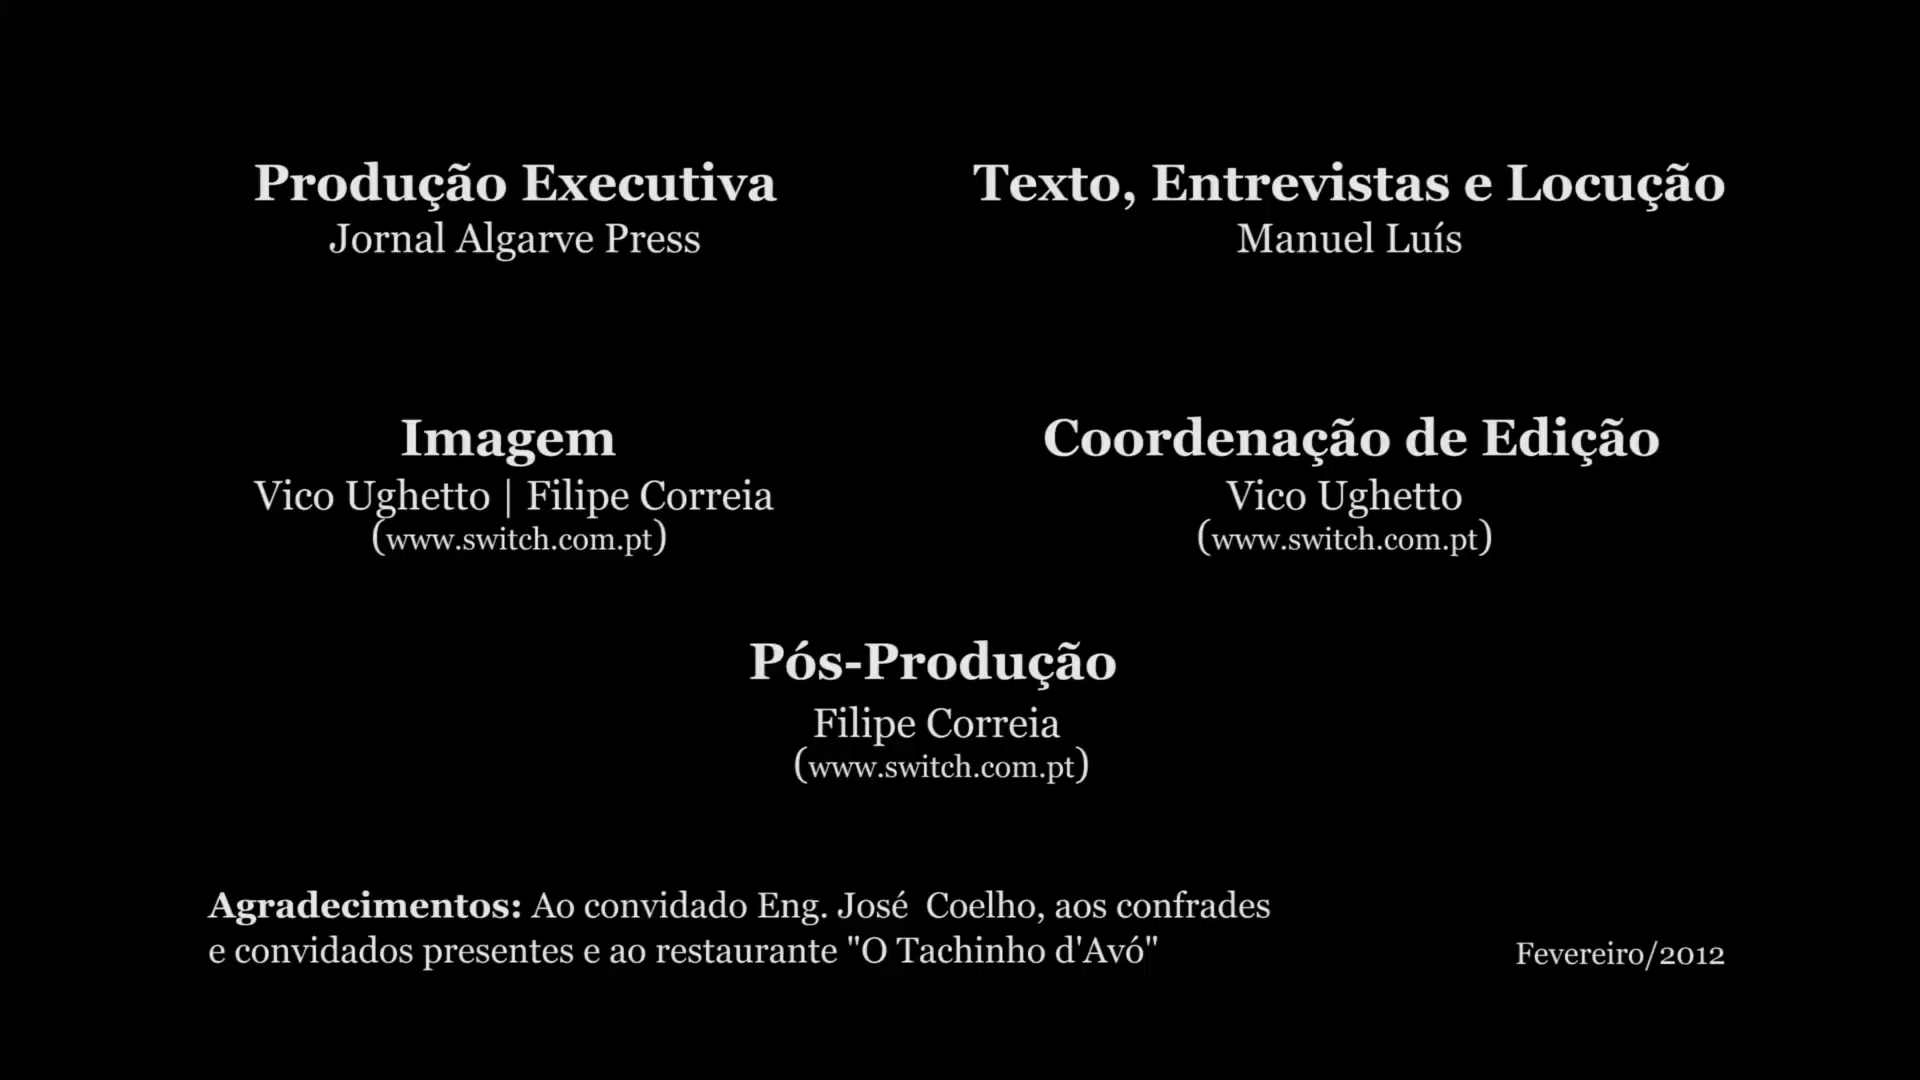 Produção Executiva
Jornal Algarve Press
Texto, Entrevistas e Locução
Manuel Luís
Imagem
Vico Ughetto | Filipe Correia
(www.switch.com.pt)
Coordenação de Edição
Vico Ughetto
(www.switch.com.pt)
Pós-Produção
Filipe Correia
(www.switch.com.pt)
Agradecimentos: Ao convidado Eng. José  Coelho, aos confrades
e convidados presentes e ao restaurante "O Tachinho d'Avó"
Fevereiro/2012